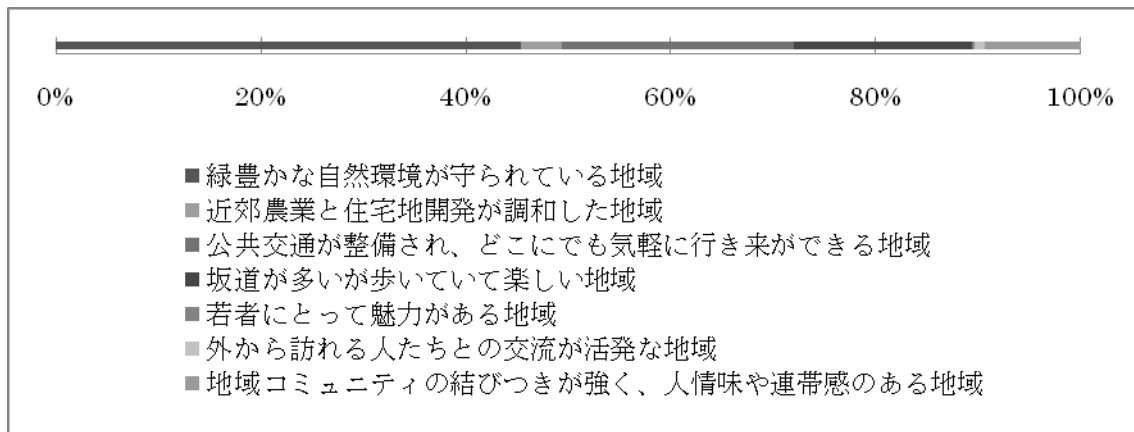 0% 20% 40% 60% 80% 100%
緑豊かな自然環境が守られている地域
近郊農業と住宅地開発が調和した地域
公共交通が整備され、どこにでも気軽に行き来ができる地域
坂道が多いが歩いていて楽しい地域
若者にとって魅力がある地域
外から訪れる人たちとの交流が活発な地域
地域コミュニティの結びつきが強く、人情味や連帯感のある地域